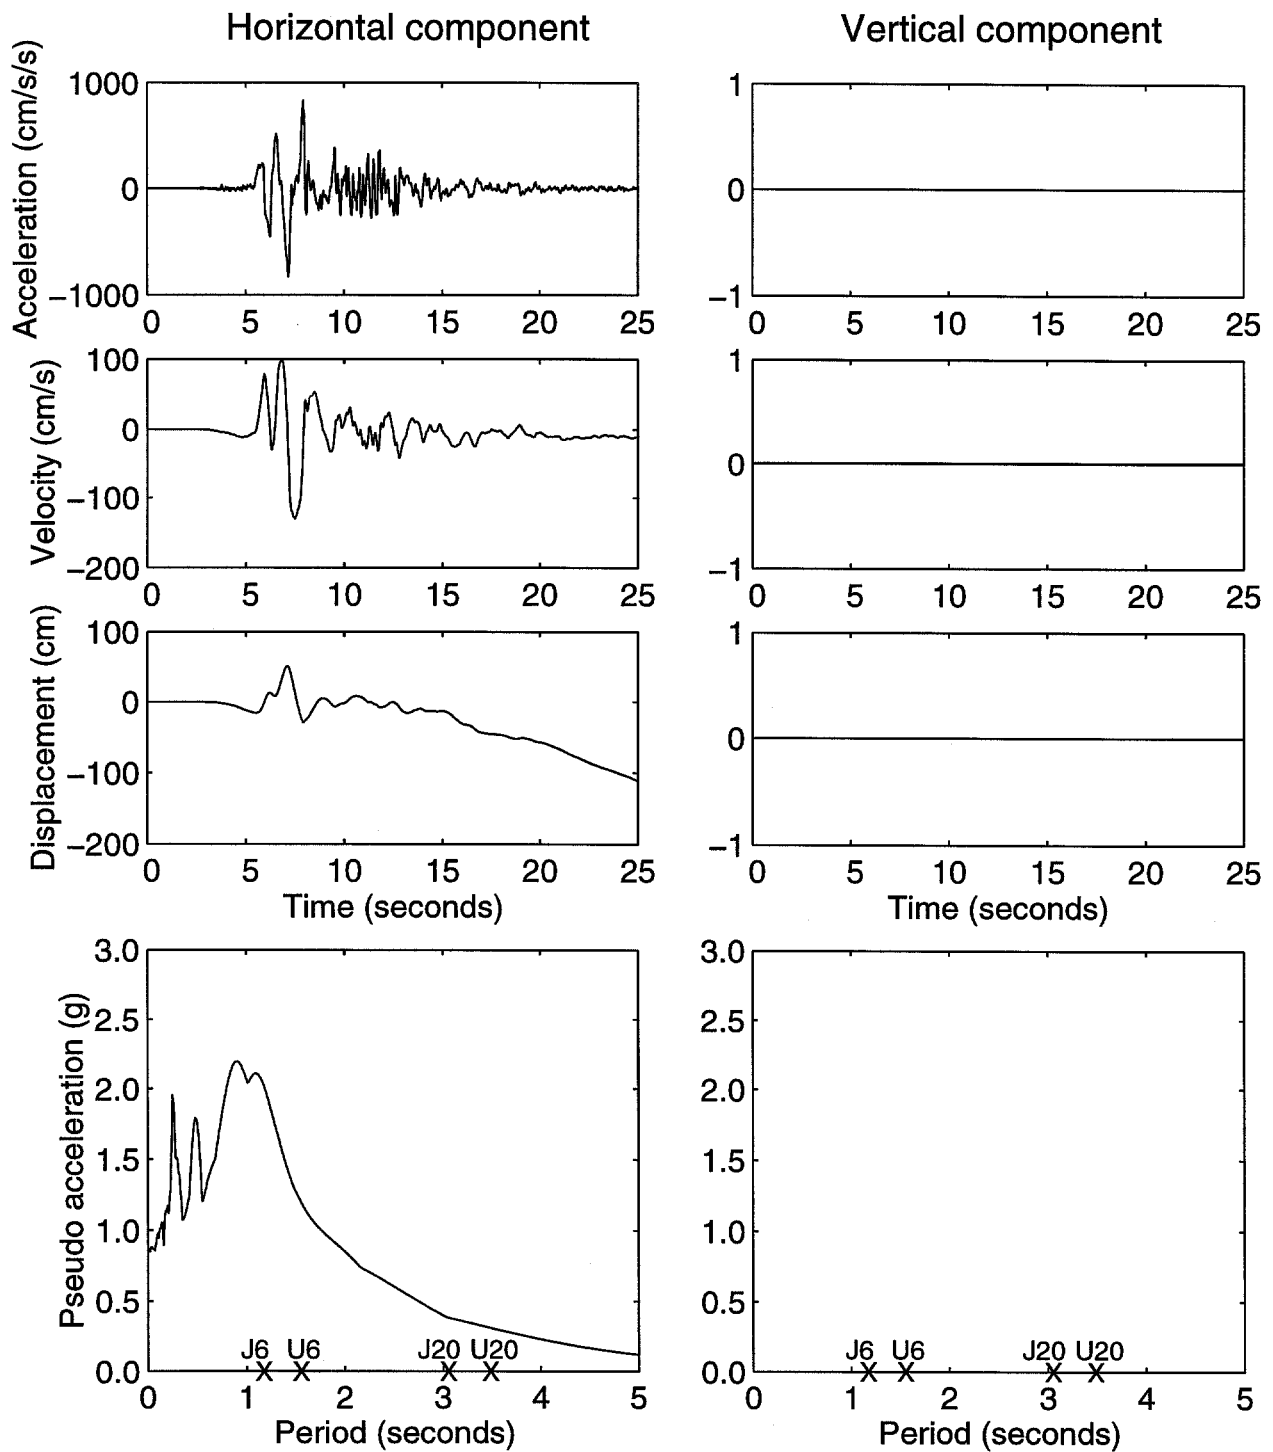 Horizontal component
Vertical component
Acceleration (cm/s/s)
1000
0
−1000
0 5 10 15 20 25
1
0
−1
0 5 10 15 20 25
Velocity (cm/s)
100
0
−100
−200
0 5 10 15 20 25
1
0
−1
0 5 10 15 20 25
Displacement (cm)
100
0
−100
−200
0 5 10 15 20 25
Time (seconds)
1
0
−1
0 5 10 15 20 25
Time (seconds)
Pseudo acceleration (g)
3.0
2.5
2.0
1.5
1.0
0.5
0.0
J6 U6 J20 U20
0 1 2 3 4 5
Period (seconds)
3.0
2.5
2.0
1.5
1.0
0.5
0.0
J6 U6 J20 U20
0 1 2 3 4 5
Period (seconds)